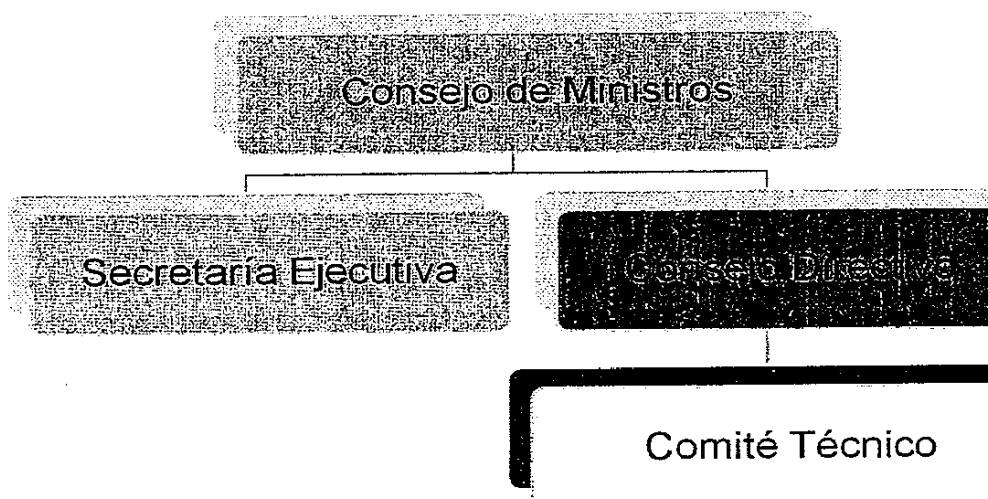 Consejo de Ministros
Secretaría Ejecutiva
Consejo Directivo
Comité Técnico